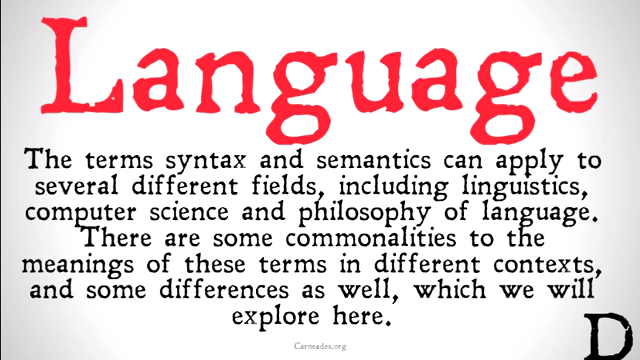 Language
The terms syntax and semantics can apply to
several different fields, including linguistics,
computer science and philosophy of language.
There are some commonalities to the
meanings of these terms in different contexts,
and some differences as well, which we will
explore here.
Carneades.org
D